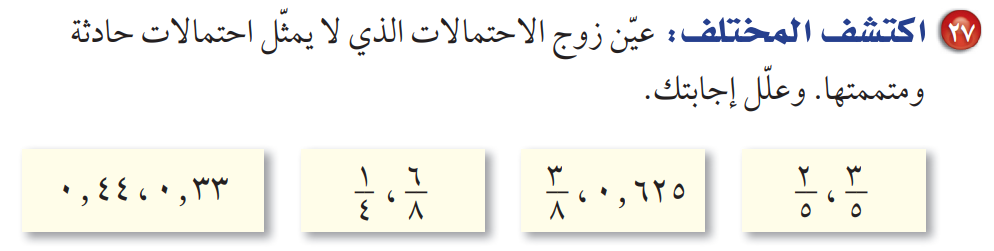 ٢٧ اكتشف المختلف: عيّن زوج الاحتمالات الذي لا يمثّل احتمالات حادثة
ومتممتها. وعلّل إجابتك.
٣/٥ ، ٢/٥
٠,٦٢٥ ، ٣/٨
٦/٨ ، ١/٤
٠,٣٣ ، ٠,٤٤